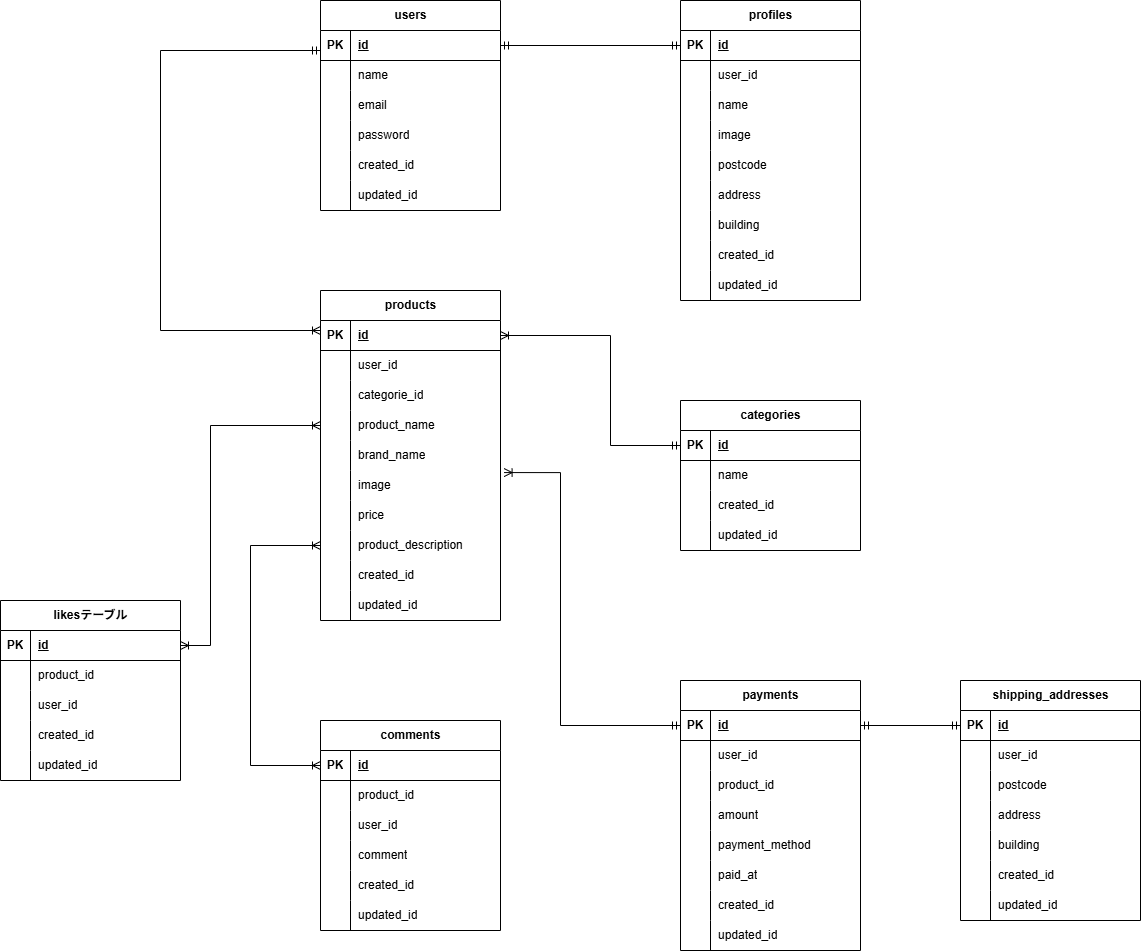 users
PK id
name
email
password
created_id
updated_id
profiles
PK id
user_id
name
image
postcode
address
building
created_id
updated_id
products
PK id
user_id
categorie_id
product_name
brand_name
image
price
product_description
created_id
updated_id
categories
PK id
name
created_id
updated_id
likesテーブル
PK id
product_id
user_id
created_id
updated_id
comments
PK id
product_id
user_id
comment
created_id
updated_id
payments
PK id
user_id
product_id
amount
payment_method
paid_at
created_id
updated_id
shipping_addresses
PK id
user_id
postcode
address
building
created_id
updated_id